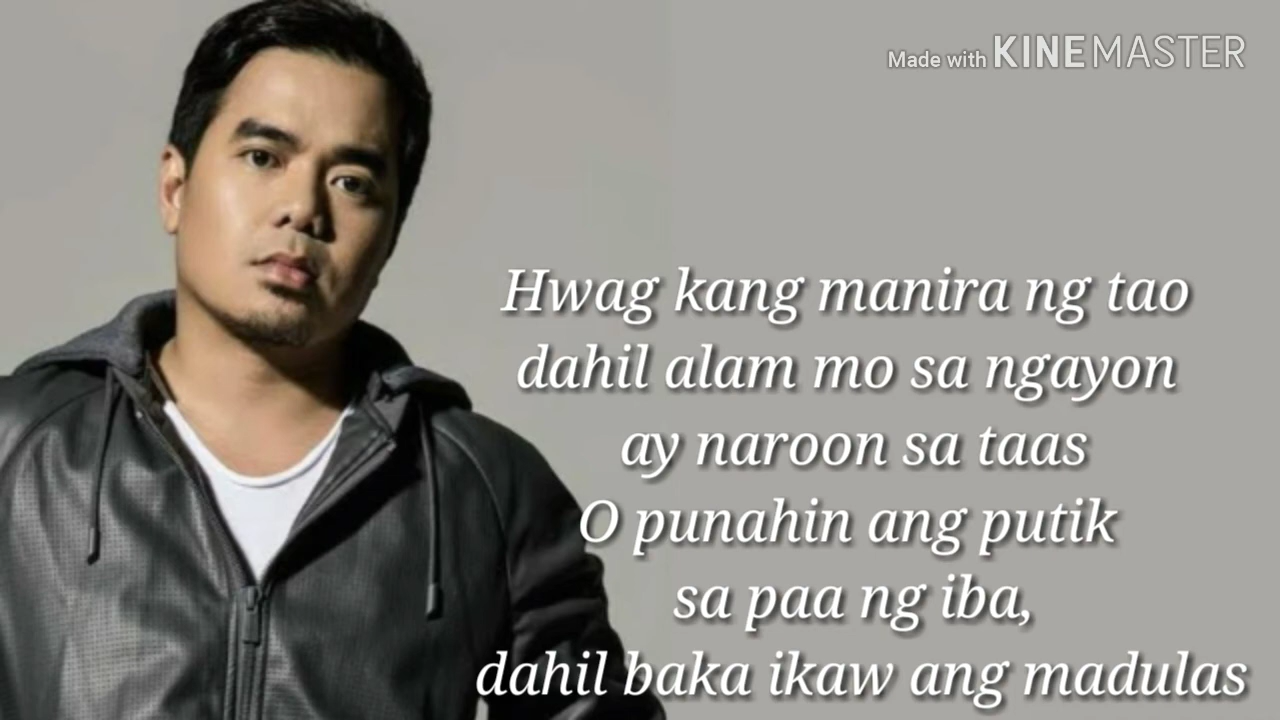 Made with KINEMASTER
Hwag kang manira ng tao
dahil alam mo sa ngayon
ay naroon sa taas
O punahin ang putik
sa paa ng iba,
dahil baka ikaw ang madulas